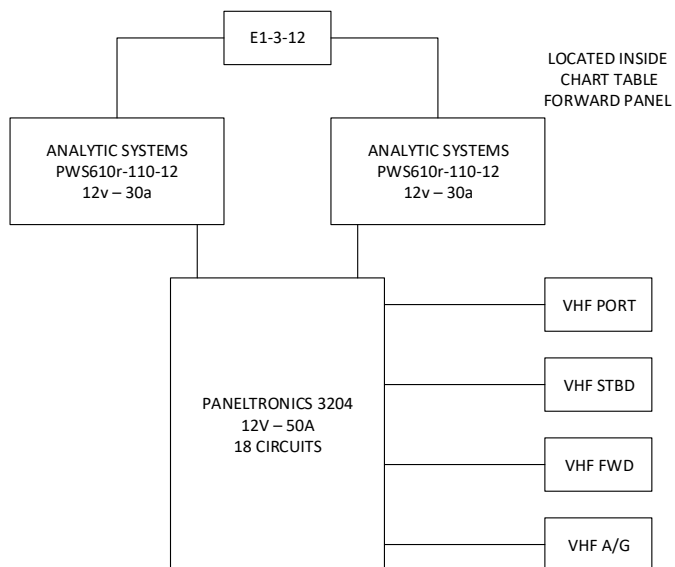 E1-3-12
LOCATED INSIDE
CHART TABLE
FORWARD PANEL
ANALYTIC SYSTEMS
PWS610r-110-12
12v – 30a
ANALYTIC SYSTEMS
PWS610r-110-12
12v – 30a
VHF PORT
VHF STBD
PANELTRONICS 3204
12V – 50A
18 CIRCUITS
VHF FWD
VHF A/G